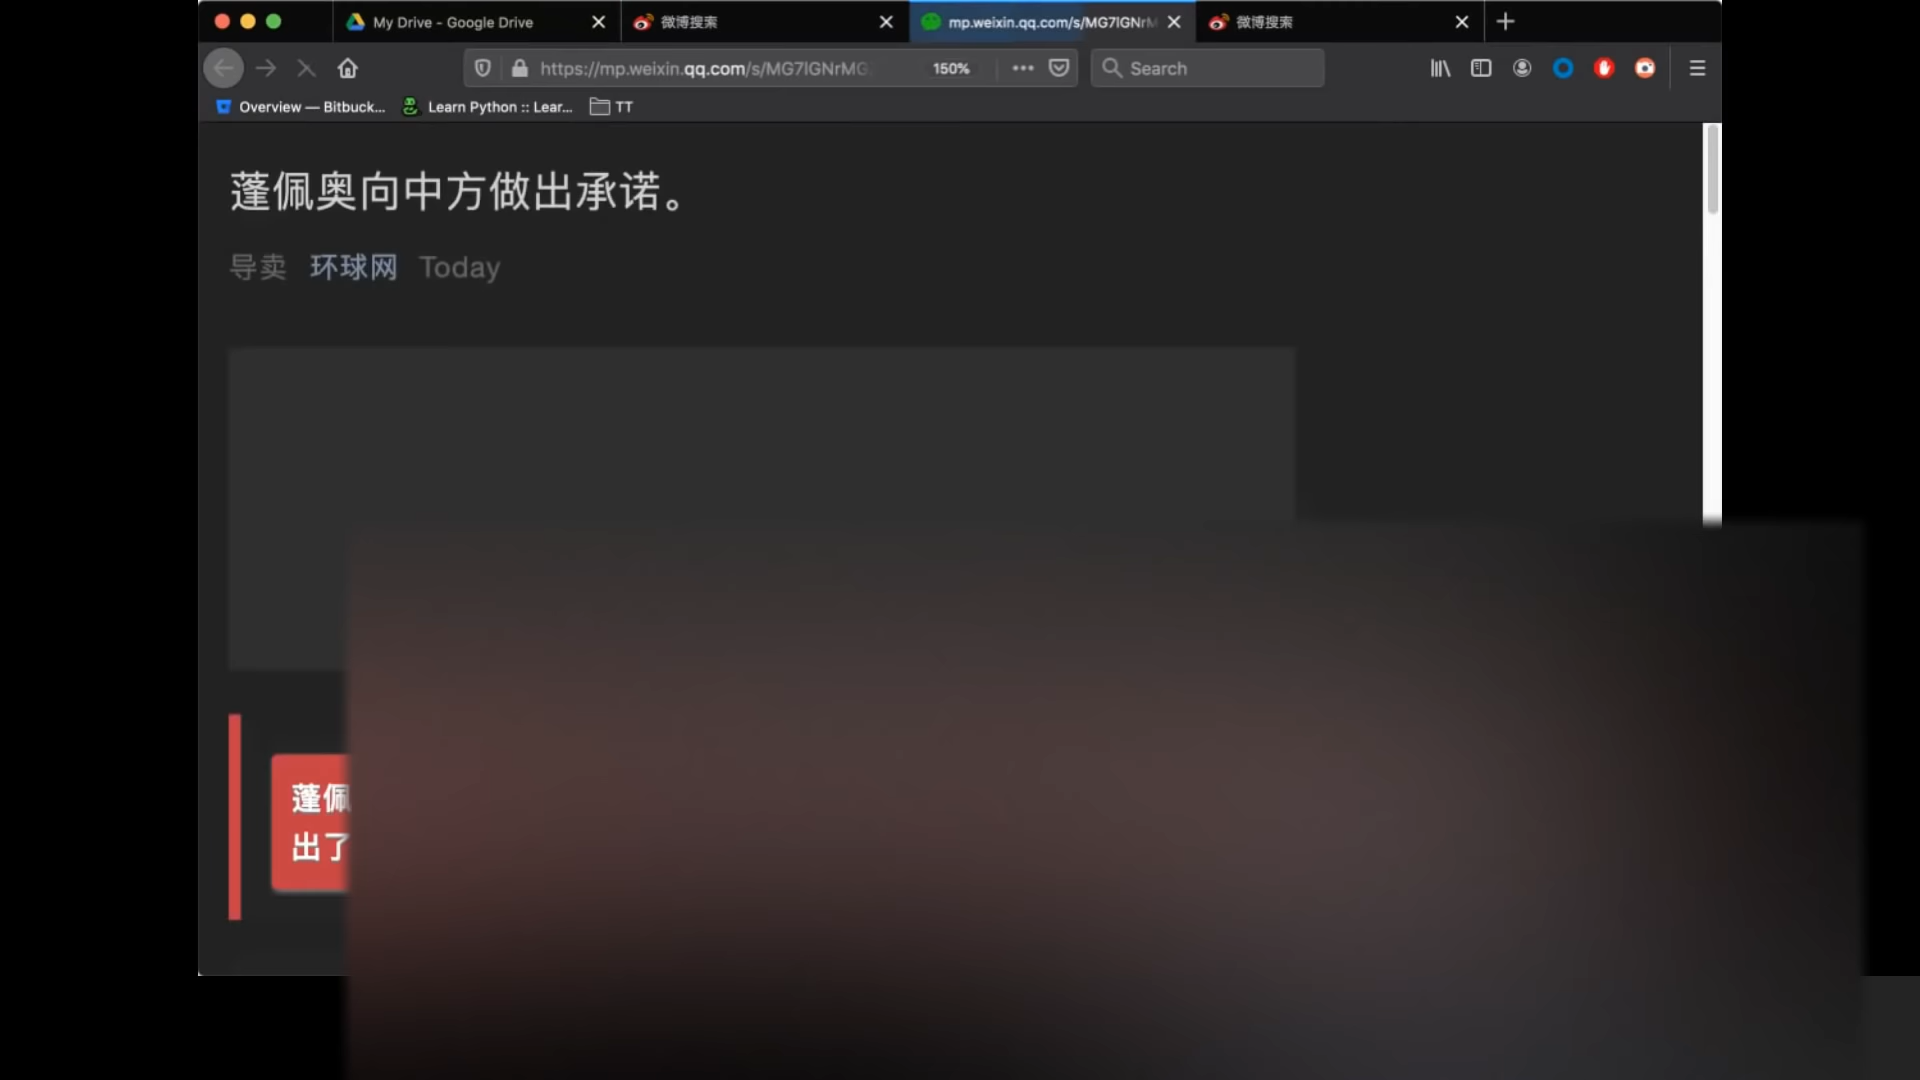 My Drive - Google Drive
微博搜索
mp.weixin.qq.com/s/MG7lGNrM
微博搜索
https://mp.weixin.qq.com/s/MG7lGNrMG
150%
Search
Overview — Bitbuck...
Learn Python :: Lear...
TT
蓬佩奥向中方做出承诺。
导卖 环球网 Today
蓬佩
出了